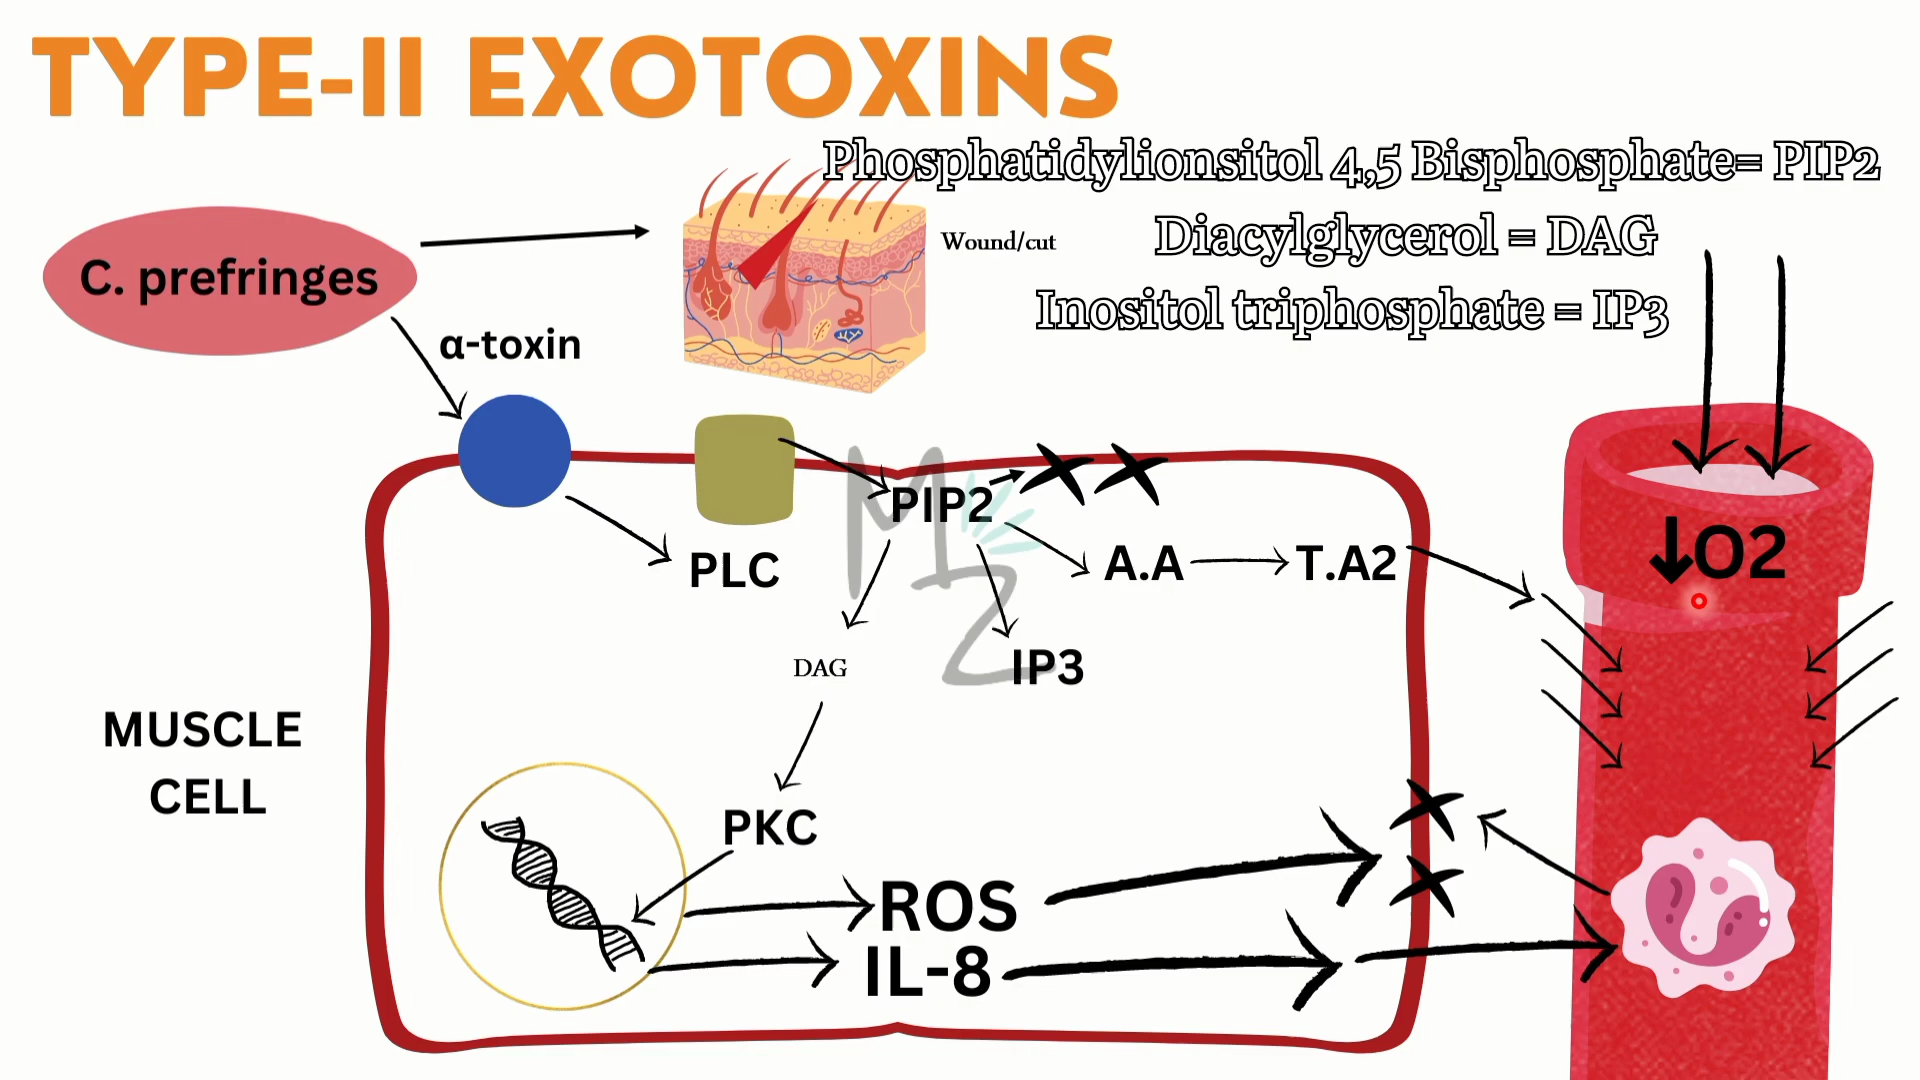 TYPE-II EXOTOXINS
Phosphatidylionsitol 4,5 Bisphosphate= PIP2
Diacylglycerol = DAG
Inositol triphosphate = IP3
C. prefringes
Wound/cut
α-toxin
PIP2
PLC
A.A
T.A2
↓O2
DAG
IP3
MUSCLE
CELL
PKC
ROS
IL-8
MZ